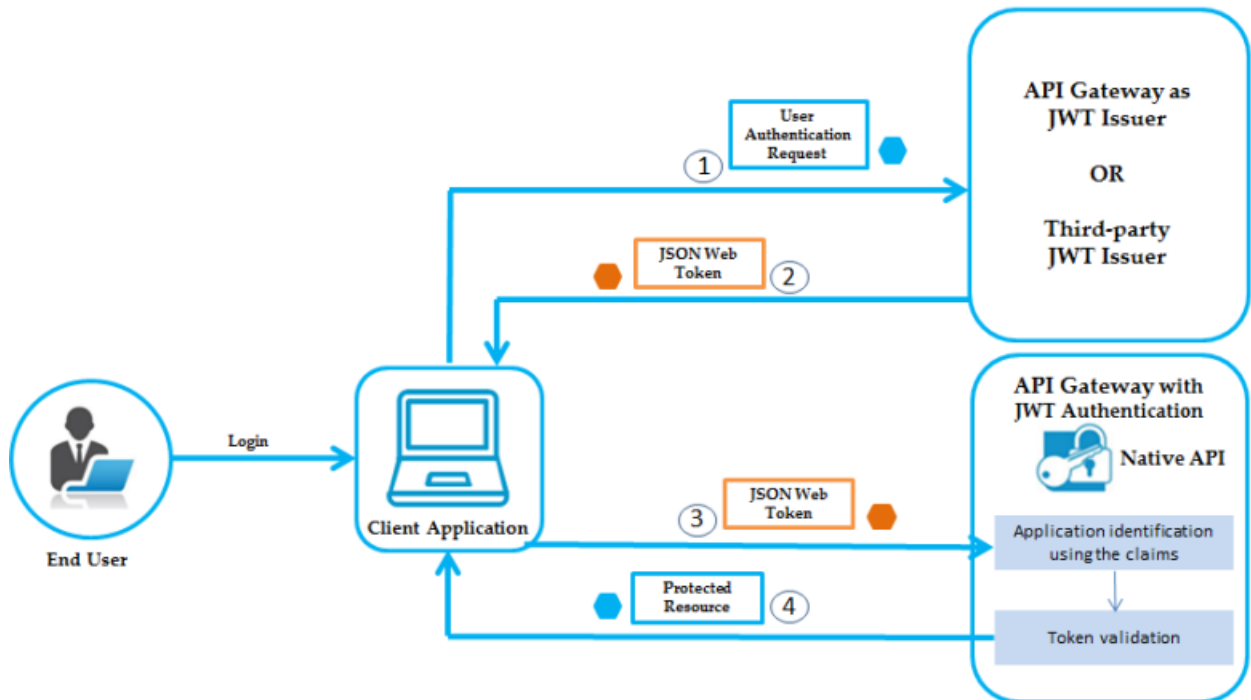 API Gateway as
JWT Issuer
OR
Third-party
JWT Issuer
User
Authentication
Request
1
JSON Web
Token
2
Login
End User
Client Application
API Gateway with
JWT Authentication
Native API
JSON Web
Token
3
Application identification
using the claims
Protected
Resource
4
Token validation